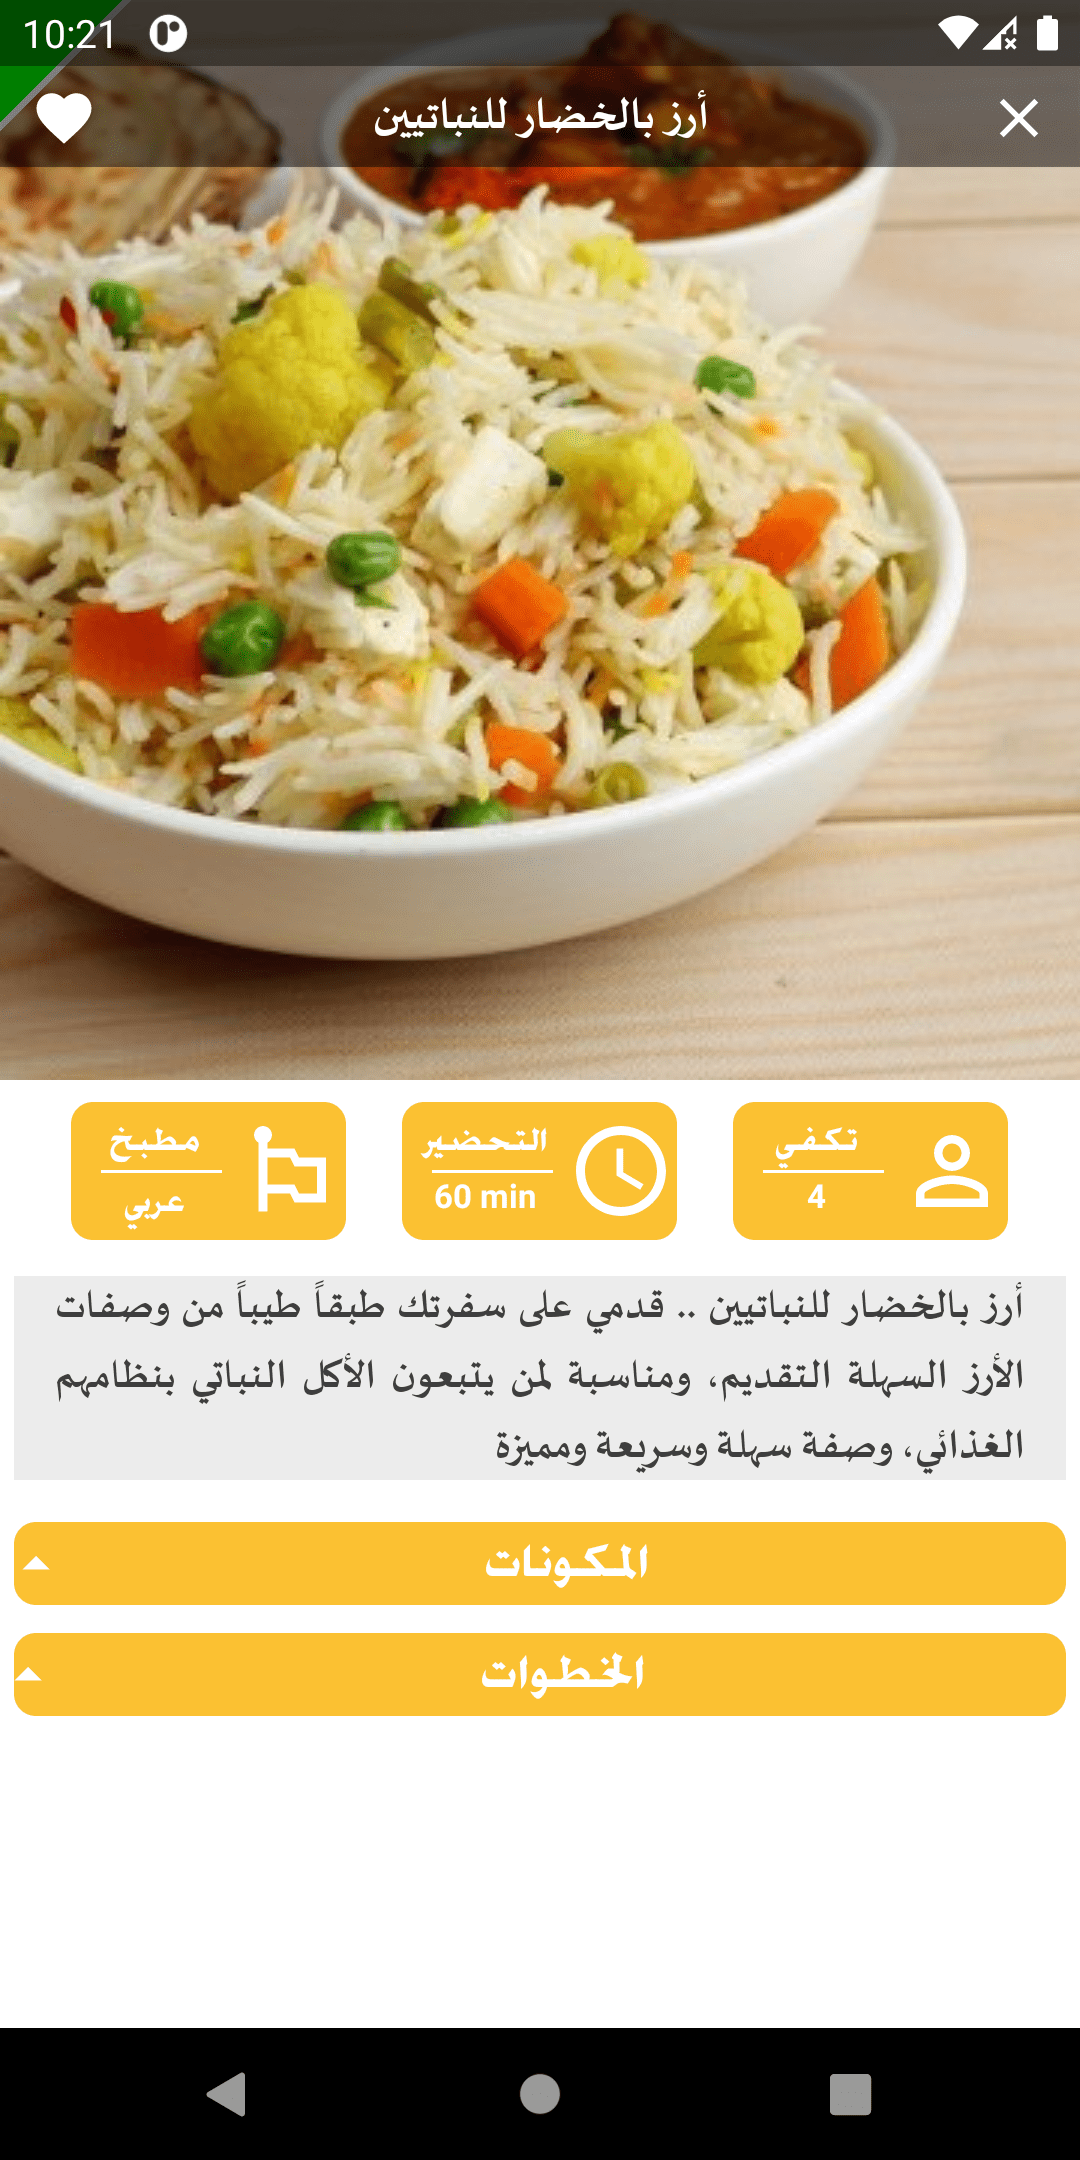 10:21
أرز بالخضار للنباتيين
تكفي
4
التحضير
60 min
مطبخ
عربي
أرز بالخضار للنباتيين .. قدمي على سفرتك طبقاً طيباً من وصفات
الأرز السهلة التقديم، ومناسبة لمن يتبعون الأكل النباتي بنظامهم
الغذائي، وصفة سهلة وسريعة ومميزة
المكونات
الخطوات